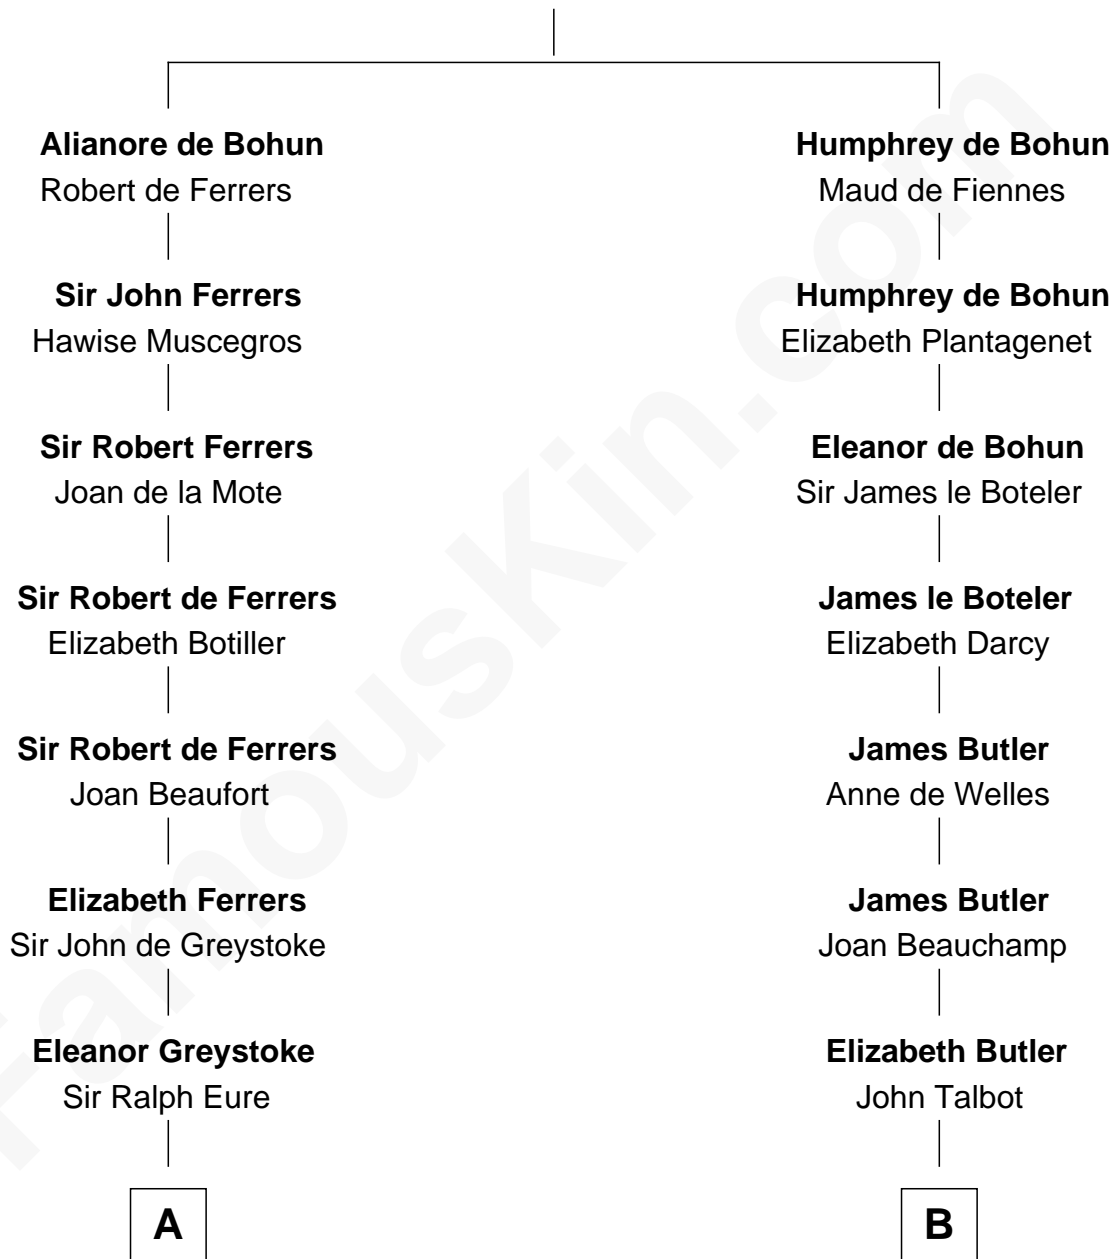 Alianore de Bohun
Robert de Ferrers
Sir John Ferrers
Hawise Muscegros
Sir Robert Ferrers
Joan de la Mote
Sir Robert de Ferrers
Elizabeth Botiller
Sir Robert de Ferrers
Joan Beaufort
Elizabeth Ferrers
Sir John de Greystoke
Eleanor Greystoke
Sir Ralph Eure
A
Humphrey de Bohun
Maud de Fiennes
Humphrey de Bohun
Elizabeth Plantagenet
Eleanor de Bohun
Sir James le Boteler
James le Boteler
Elizabeth Darcy
James Butler
Anne de Welles
James Butler
Joan Beauchamp
Elizabeth Butler
John Talbot
B
FamousKin.com